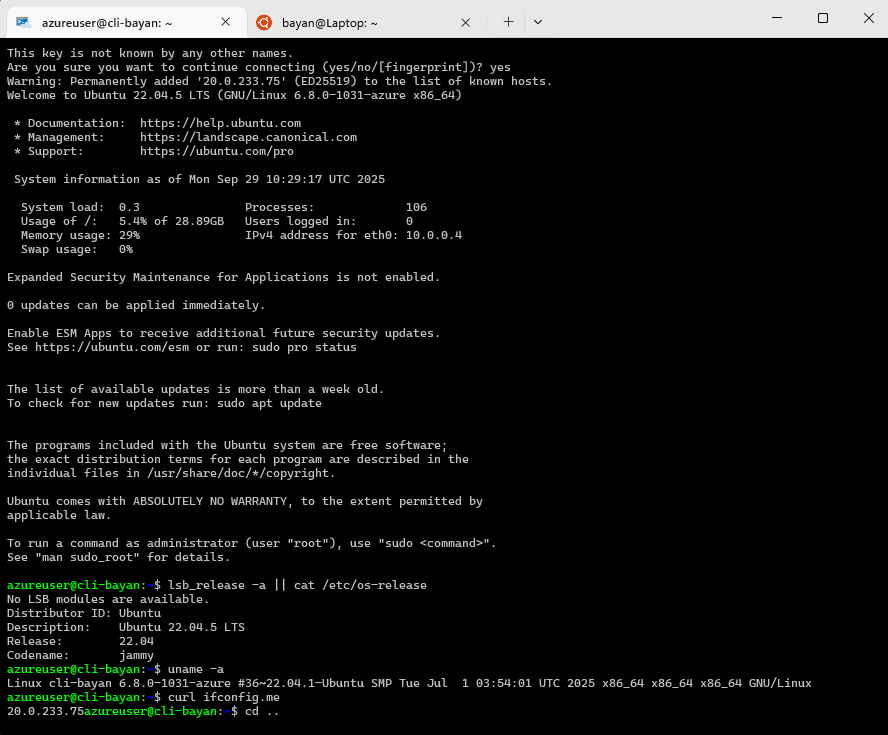 azureuser@cli-bayan: ~
bayan@Laptop: ~
This key is not known by any other names.
Are you sure you want to continue connecting (yes/no/[fingerprint])? yes
Warning: Permanently added '20.0.233.75' (ED25519) to the list of known hosts.
Welcome to Ubuntu 22.04.5 LTS (GNU/Linux 6.8.0-1031-azure x86_64)
* Documentation:  https://help.ubuntu.com
* Management:     https://landscape.canonical.com
* Support:        https://ubuntu.com/pro
System information as of Mon Sep 29 10:29:17 UTC 2025
System load:  0.3               Processes:             106
Usage of /:   5.4% of 28.89GB   Users logged in:       0
Memory usage: 29%               IPv4 address for eth0: 10.0.0.4
Swap usage:   0%
Expanded Security Maintenance for Applications is not enabled.
0 updates can be applied immediately.
Enable ESM Apps to receive additional future security updates.
See https://ubuntu.com/esm or run: sudo pro status
The list of available updates is more than a week old.
To check for new updates run: sudo apt update
The programs included with the Ubuntu system are free software;
the exact distribution terms for each program are described in the
individual files in /usr/share/doc/*/copyright.
Ubuntu comes with ABSOLUTELY NO WARRANTY, to the extent permitted by
applicable law.
To run a command as administrator (user "root"), use "sudo <command>".
See "man sudo_root" for details.
azureuser@cli-bayan:~$ lsb_release -a || cat /etc/os-release
No LSB modules are available.
Distributor ID: Ubuntu
Description:    Ubuntu 22.04.5 LTS
Release:        22.04
Codename:       jammy
azureuser@cli-bayan:~$ uname -a
Linux cli-bayan 6.8.0-1031-azure #36~22.04.1-Ubuntu SMP Tue Jul  1 03:54:01 UTC 2025 x86_64 x86_64 x86_64 GNU/Linux
azureuser@cli-bayan:~$ curl ifconfig.me
20.0.233.75azureuser@cli-bayan:~$ cd ..